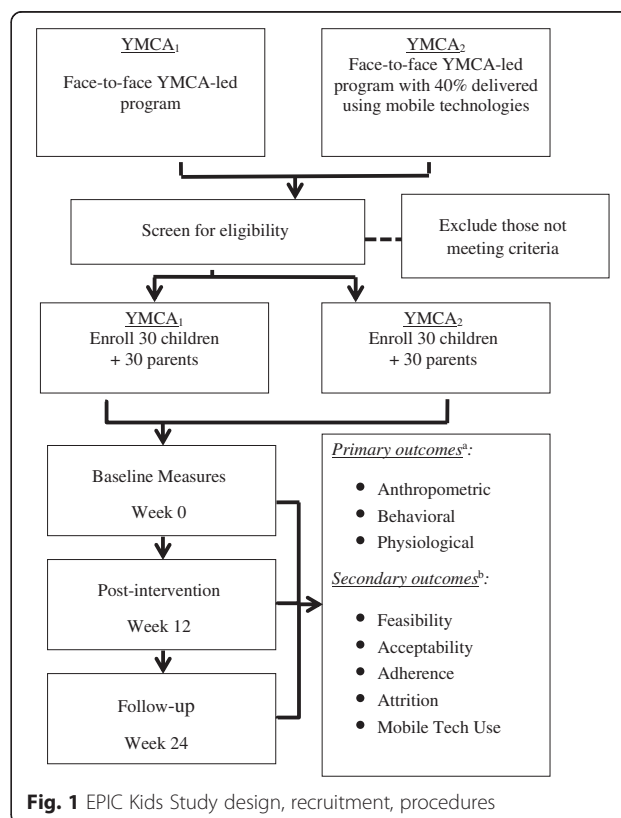 YMCA₁
Face-to-face YMCA-led
program
YMCA₂
Face-to-face YMCA-led
program with 40% delivered
using mobile technologies
Screen for eligibility
Exclude those not
meeting criteria
YMCA₁
Enroll 30 children
+ 30 parents
YMCA₂
Enroll 30 children
+ 30 parents
Baseline Measures
Week 0
Post-intervention
Week 12
Follow-up
Week 24
Primary outcomesᵃ:
• Anthropometric
• Behavioral
• Physiological
Secondary outcomesᵇ:
• Feasibility
• Acceptability
• Adherence
• Attrition
• Mobile Tech Use
Fig. 1 EPIC Kids Study design, recruitment, procedures